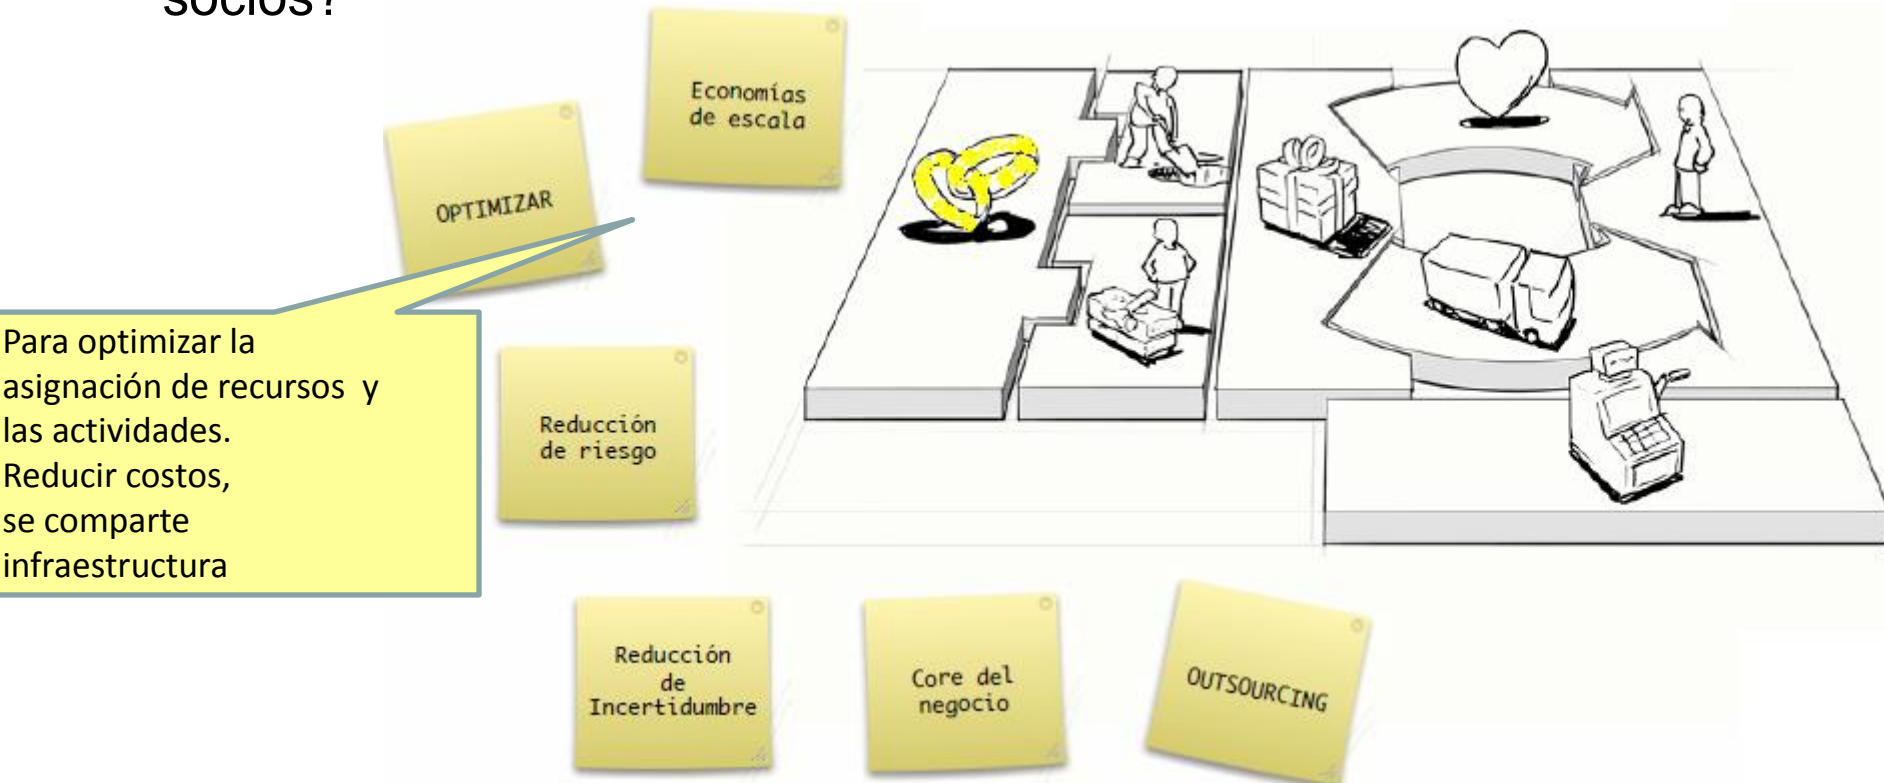 socios?
Economías
de escala
OPTIMIZAR
Para optimizar la
asignación de recursos y
las actividades.
Reducir costos,
se comparte
infraestructura
Reducción
de riesgo
Reducción
de
Incertidumbre
Core del
negocio
OUTSOURCING